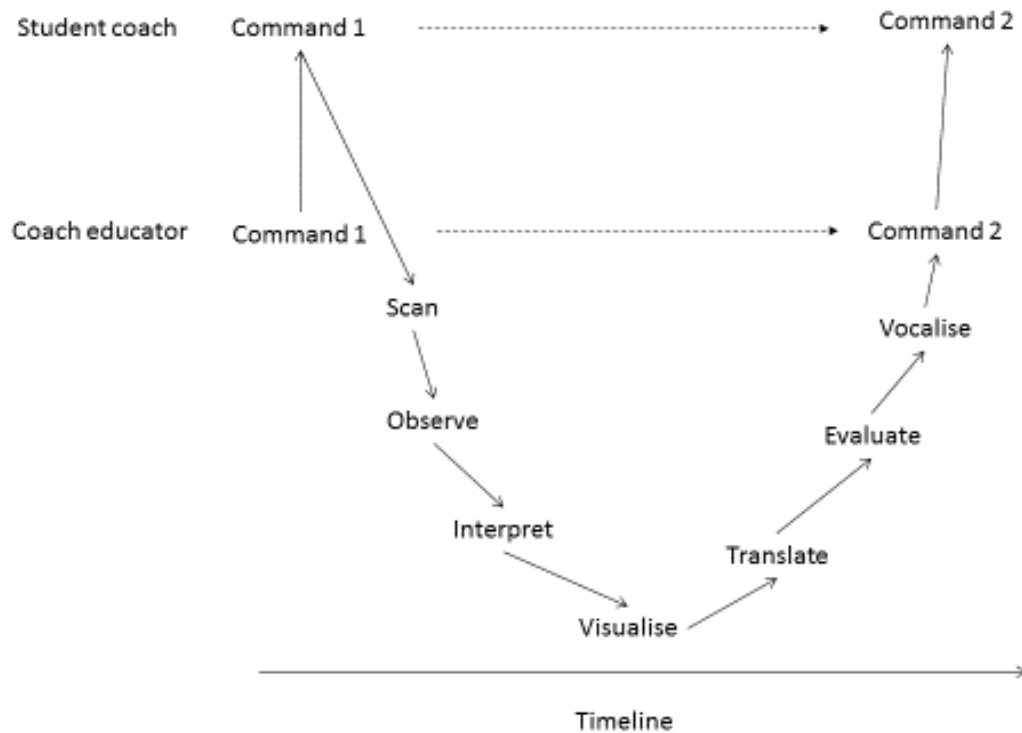 Student coach Command 1 Command 2
Coach educator Command 1 Command 2
Scan
Vocalise
Observe
Evaluate
Interpret
Translate
Visualise
Timeline